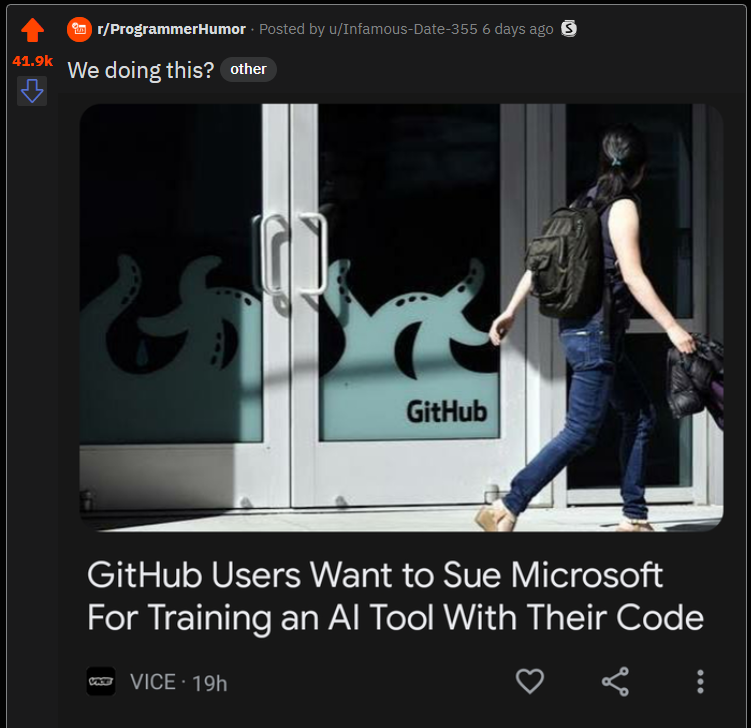 r/ProgrammerHumor · Posted by u/Infamous-Date-355 6 days ago
41.9k
We doing this? other
GitHub
GitHub Users Want to Sue Microsoft
For Training an AI Tool With Their Code
VICE VICE · 19h